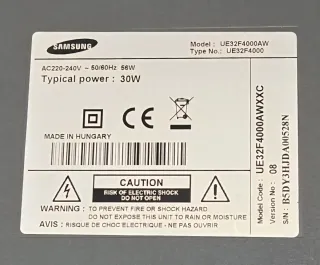 SAMSUNG
Model : UE32F4000AW
Type No.: UE32F4000
AC220-240V ~ 50/60Hz 56W
Typical power : 30W
CE
MADE IN HUNGARY
CAUTION
RISK OF ELECTRIC SHOCK
DO NOT OPEN
WARNING : TO PREVENT FIRE OR SHOCK HAZARD
DO NOT EXPOSE THIS UNIT TO RAIN OR MOISTURE
AVIS : RISQUE DE CHOC ELECTRIQUE - NE PAS OUVRIR
Model Code : UE32F4000AWXXC
Version No : 08
S/N : B5DY3HJDA00528N